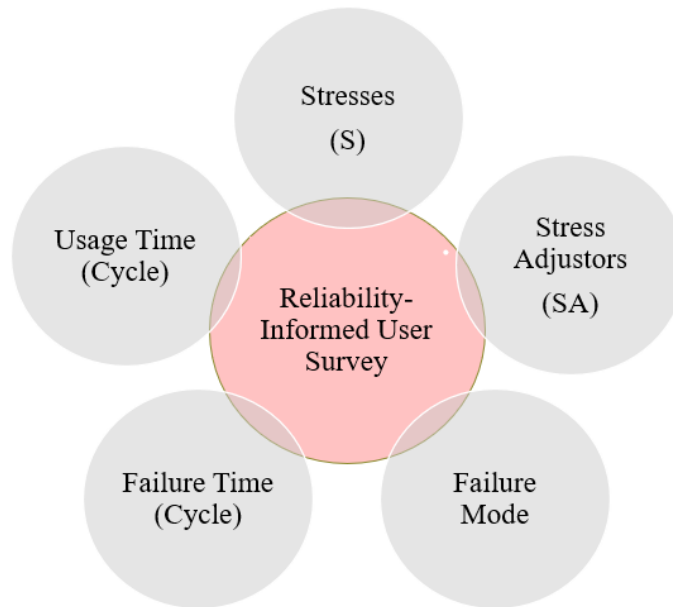 Stresses
(S)
Usage Time
(Cycle)
Stress
Adjustors
(SA)
Reliability-
Informed User
Survey
Failure Time
(Cycle)
Failure
Mode